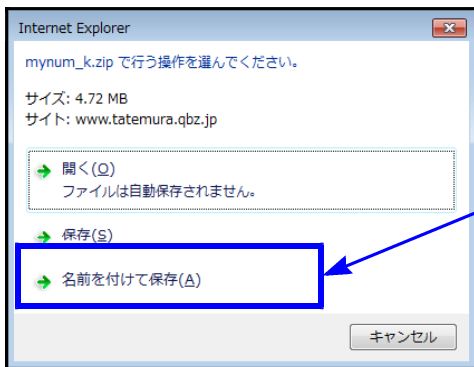 Internet Explorer
mynum_k.zip で行う操作を選んでください。
サイズ: 4.72 MB
サイト: www.tatemura.qbz.jp
開く(O)
ファイルは自動保存されません。
保存(S)
名前を付けて保存(A)
キャンセル